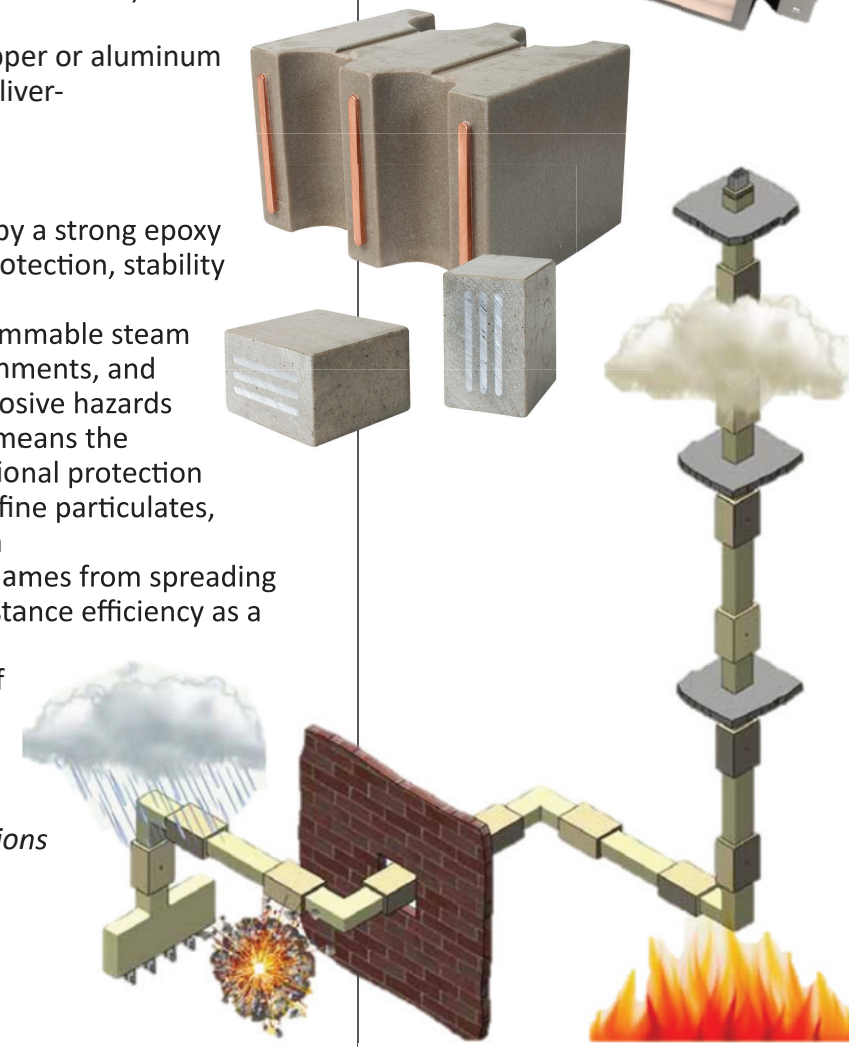 pper or aluminum
liver-
by a strong epoxy
otection, stability
mmable steam
nments, and
osive hazards
means the
ional protection
fine particulates,
ames from spreading
stance efficiency as a
f
ions